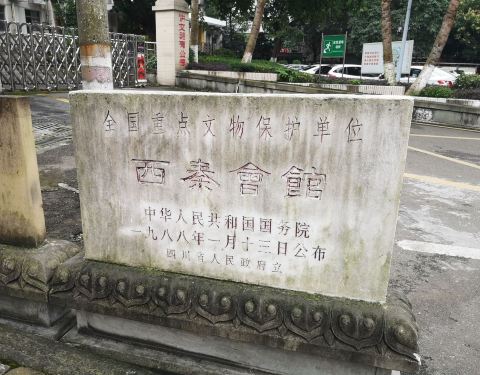 全国重点文物保护单位
西秦會館
中华人民共和国国务院
一九八八年一月十三日公布
四川省人民政府立